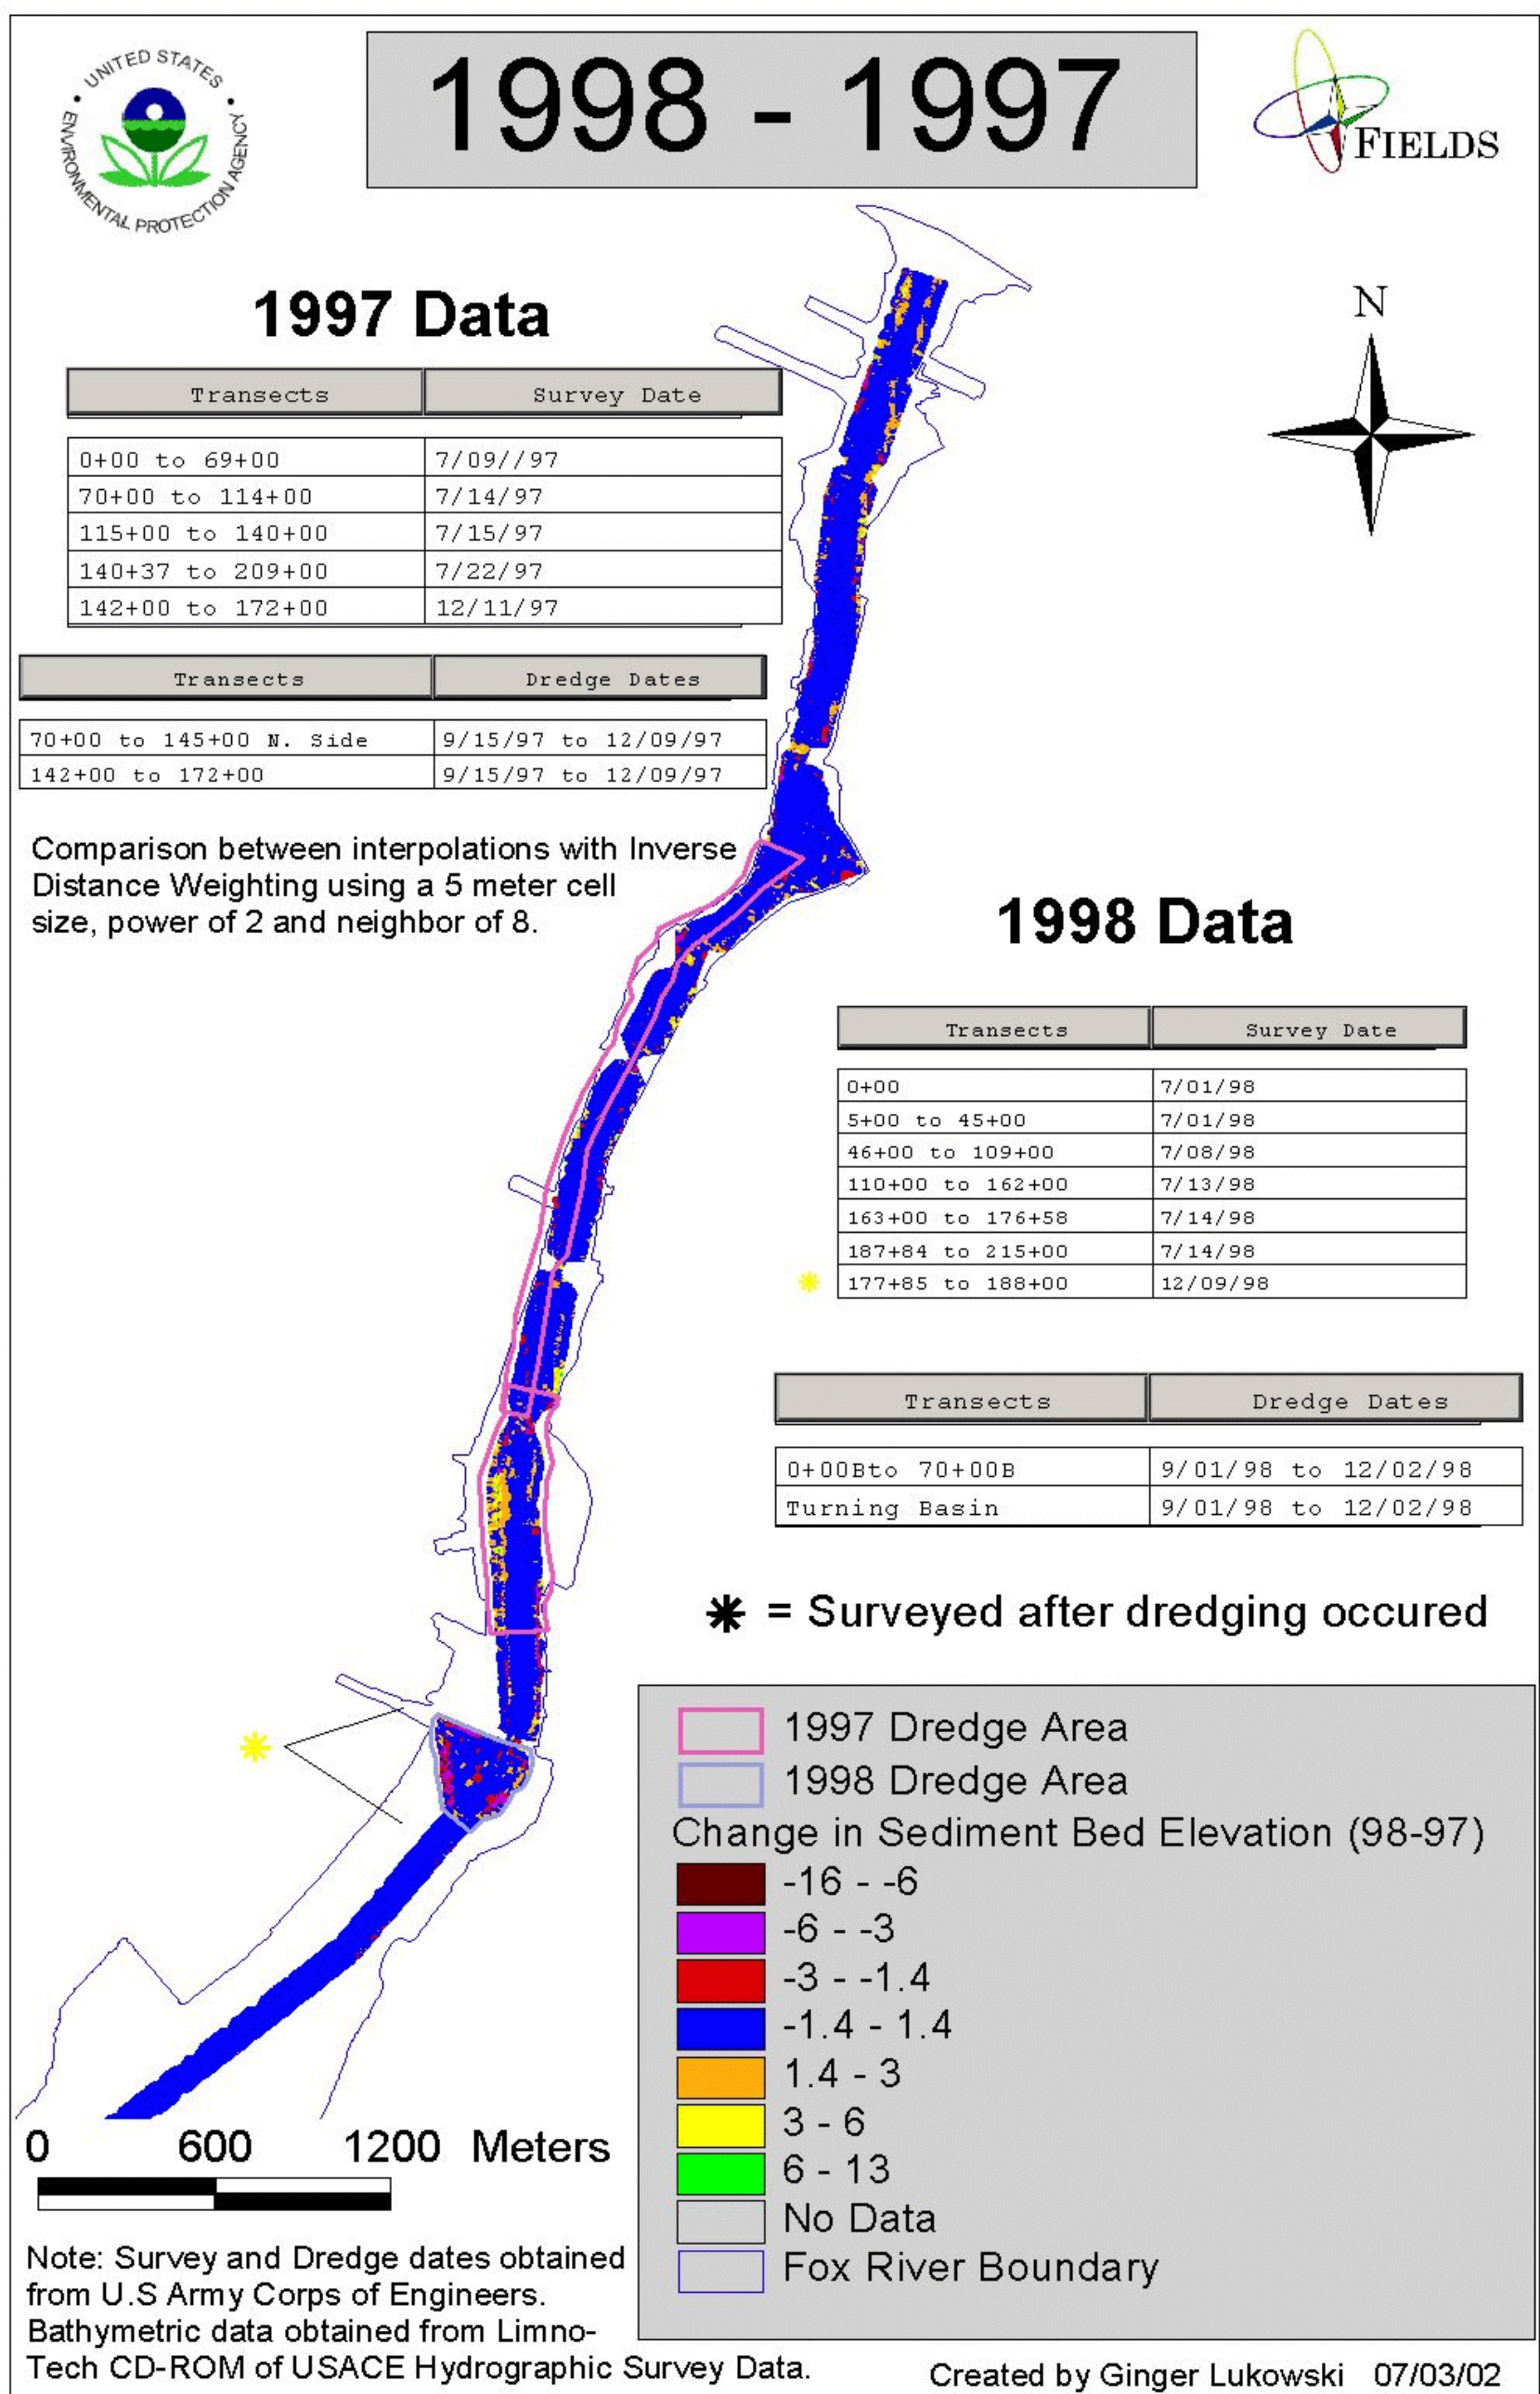 UNITED STATES
ENVIRONMENTAL PROTECTION AGENCY
1998 - 1997
FIELDS
N
1997 Data
Transects Survey Date
0+00 to 69+00 7/09//97
70+00 to 114+00 7/14/97
115+00 to 140+00 7/15/97
140+37 to 209+00 7/22/97
142+00 to 172+00 12/11/97
Transects Dredge Dates
70+00 to 145+00 N. Side 9/15/97 to 12/09/97
142+00 to 172+00 9/15/97 to 12/09/97
Comparison between interpolations with Inverse
Distance Weighting using a 5 meter cell
size, power of 2 and neighbor of 8.
1998 Data
Transects Survey Date
0+00 7/01/98
5+00 to 45+00 7/01/98
46+00 to 109+00 7/08/98
110+00 to 162+00 7/13/98
163+00 to 176+58 7/14/98
187+84 to 215+00 7/14/98
* 177+85 to 188+00 12/09/98
Transects Dredge Dates
0+00Bto 70+00B 9/01/98 to 12/02/98
Turning Basin 9/01/98 to 12/02/98
* = Surveyed after dredging occured
*
1997 Dredge Area
1998 Dredge Area
Change in Sediment Bed Elevation (98-97)
-16 - -6
-6 - -3
-3 - -1.4
-1.4 - 1.4
1.4 - 3
3 - 6
6 - 13
No Data
Fox River Boundary
0 600 1200 Meters
Note: Survey and Dredge dates obtained
from U.S Army Corps of Engineers.
Bathymetric data obtained from Limno-
Tech CD-ROM of USACE Hydrographic Survey Data.
Created by Ginger Lukowski 07/03/02